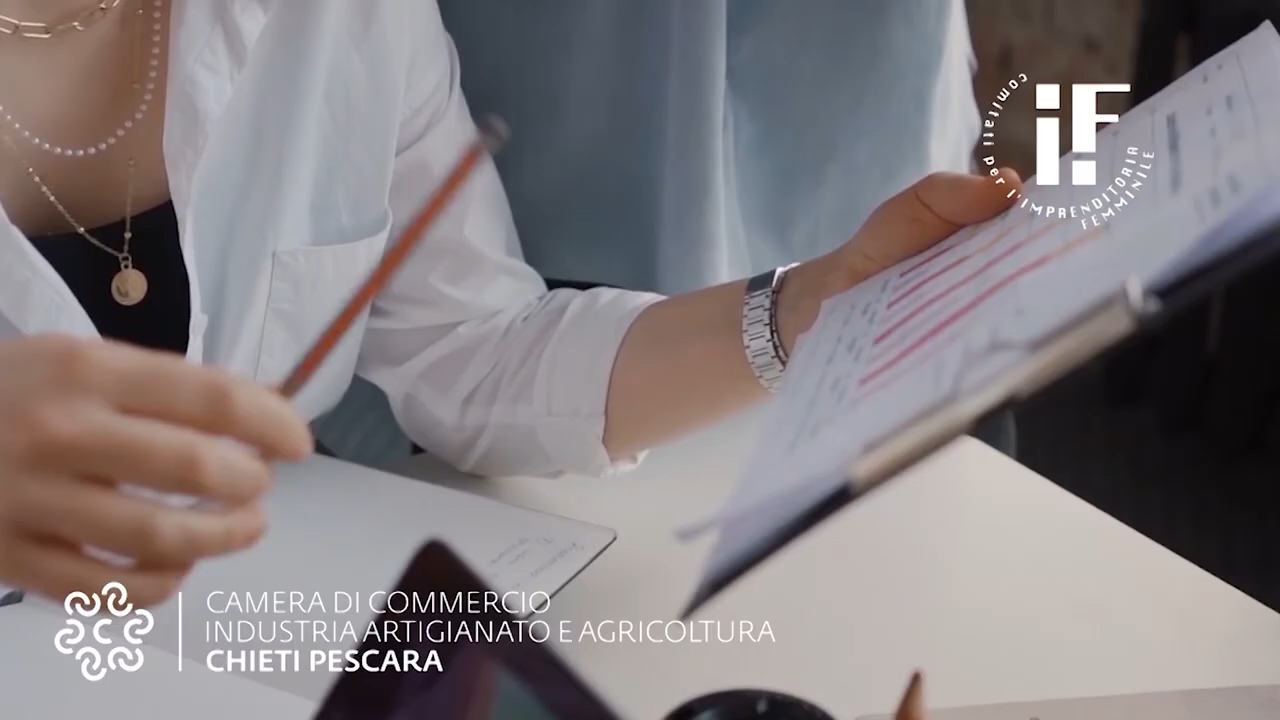 comitati per l'IMPRENDITORIA
FEMMINILE
iF
CAMERA DI COMMERCIO
INDUSTRIA ARTIGIANATO E AGRICOLTURA
CHIETI PESCARA